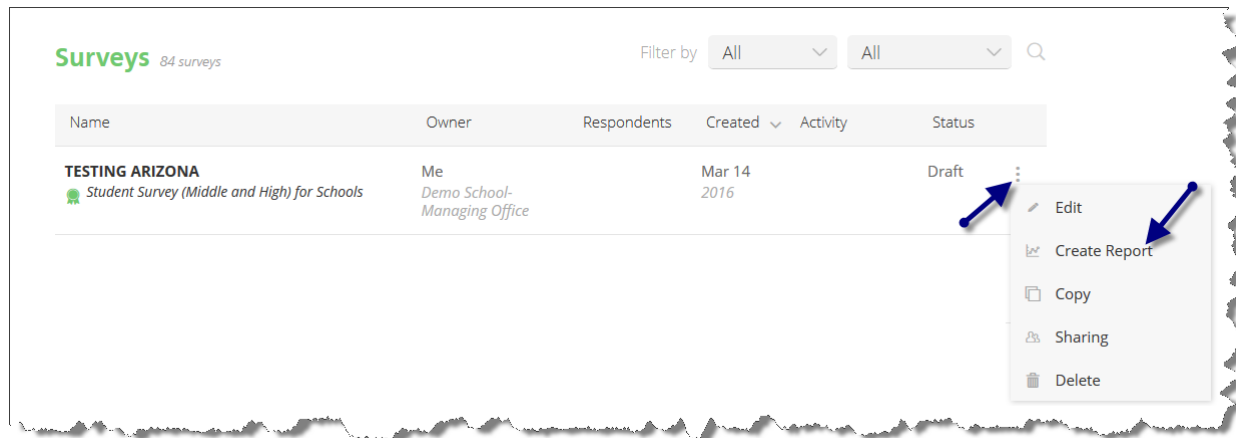 Surveys 84 surveys Filter by All All
Name Owner Respondents Created Activity Status
TESTING ARIZONA Me Mar 14 Draft
Student Survey (Middle and High) for Schools Demo School- 2016
Managing Office
Edit
Create Report
Copy
Sharing
Delete